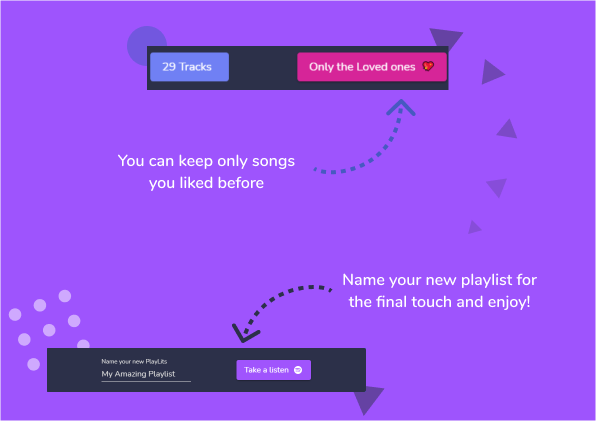 29 Tracks
Only the Loved ones
You can keep only songs
you liked before
Name your new playlist for
the final touch and enjoy!
Name your new PlayLits
My Amazing Playlist
Take a listen